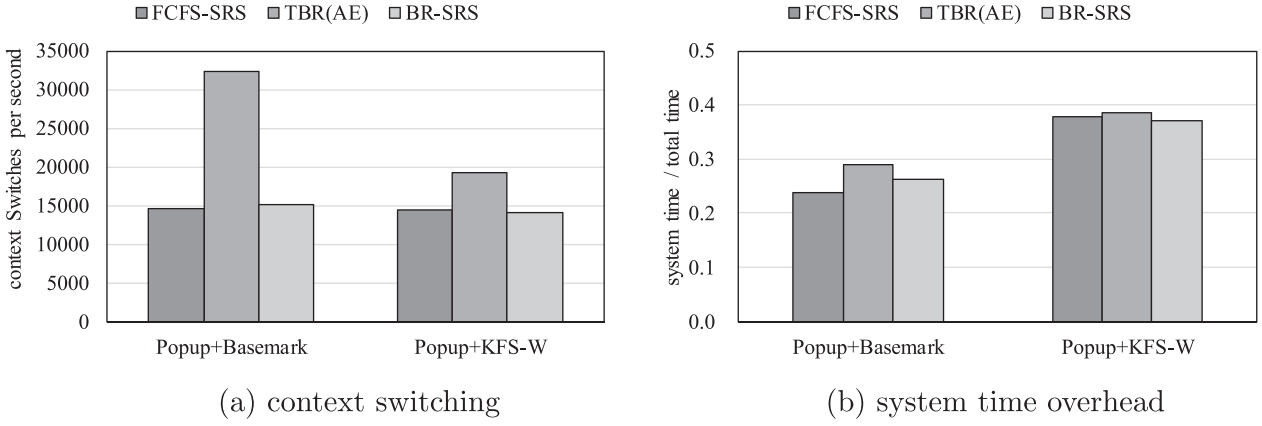 FCFS-SRS TBR(AE) BR-SRS
context Switches per second
35000
30000
25000
20000
15000
10000
5000
0
Popup+Basemark Popup+KFS-W
(a) context switching
FCFS-SRS TBR(AE) BR-SRS
system time / total time
0.5
0.4
0.3
0.2
0.1
0.0
Popup+Basemark Popup+KFS-W
(b) system time overhead